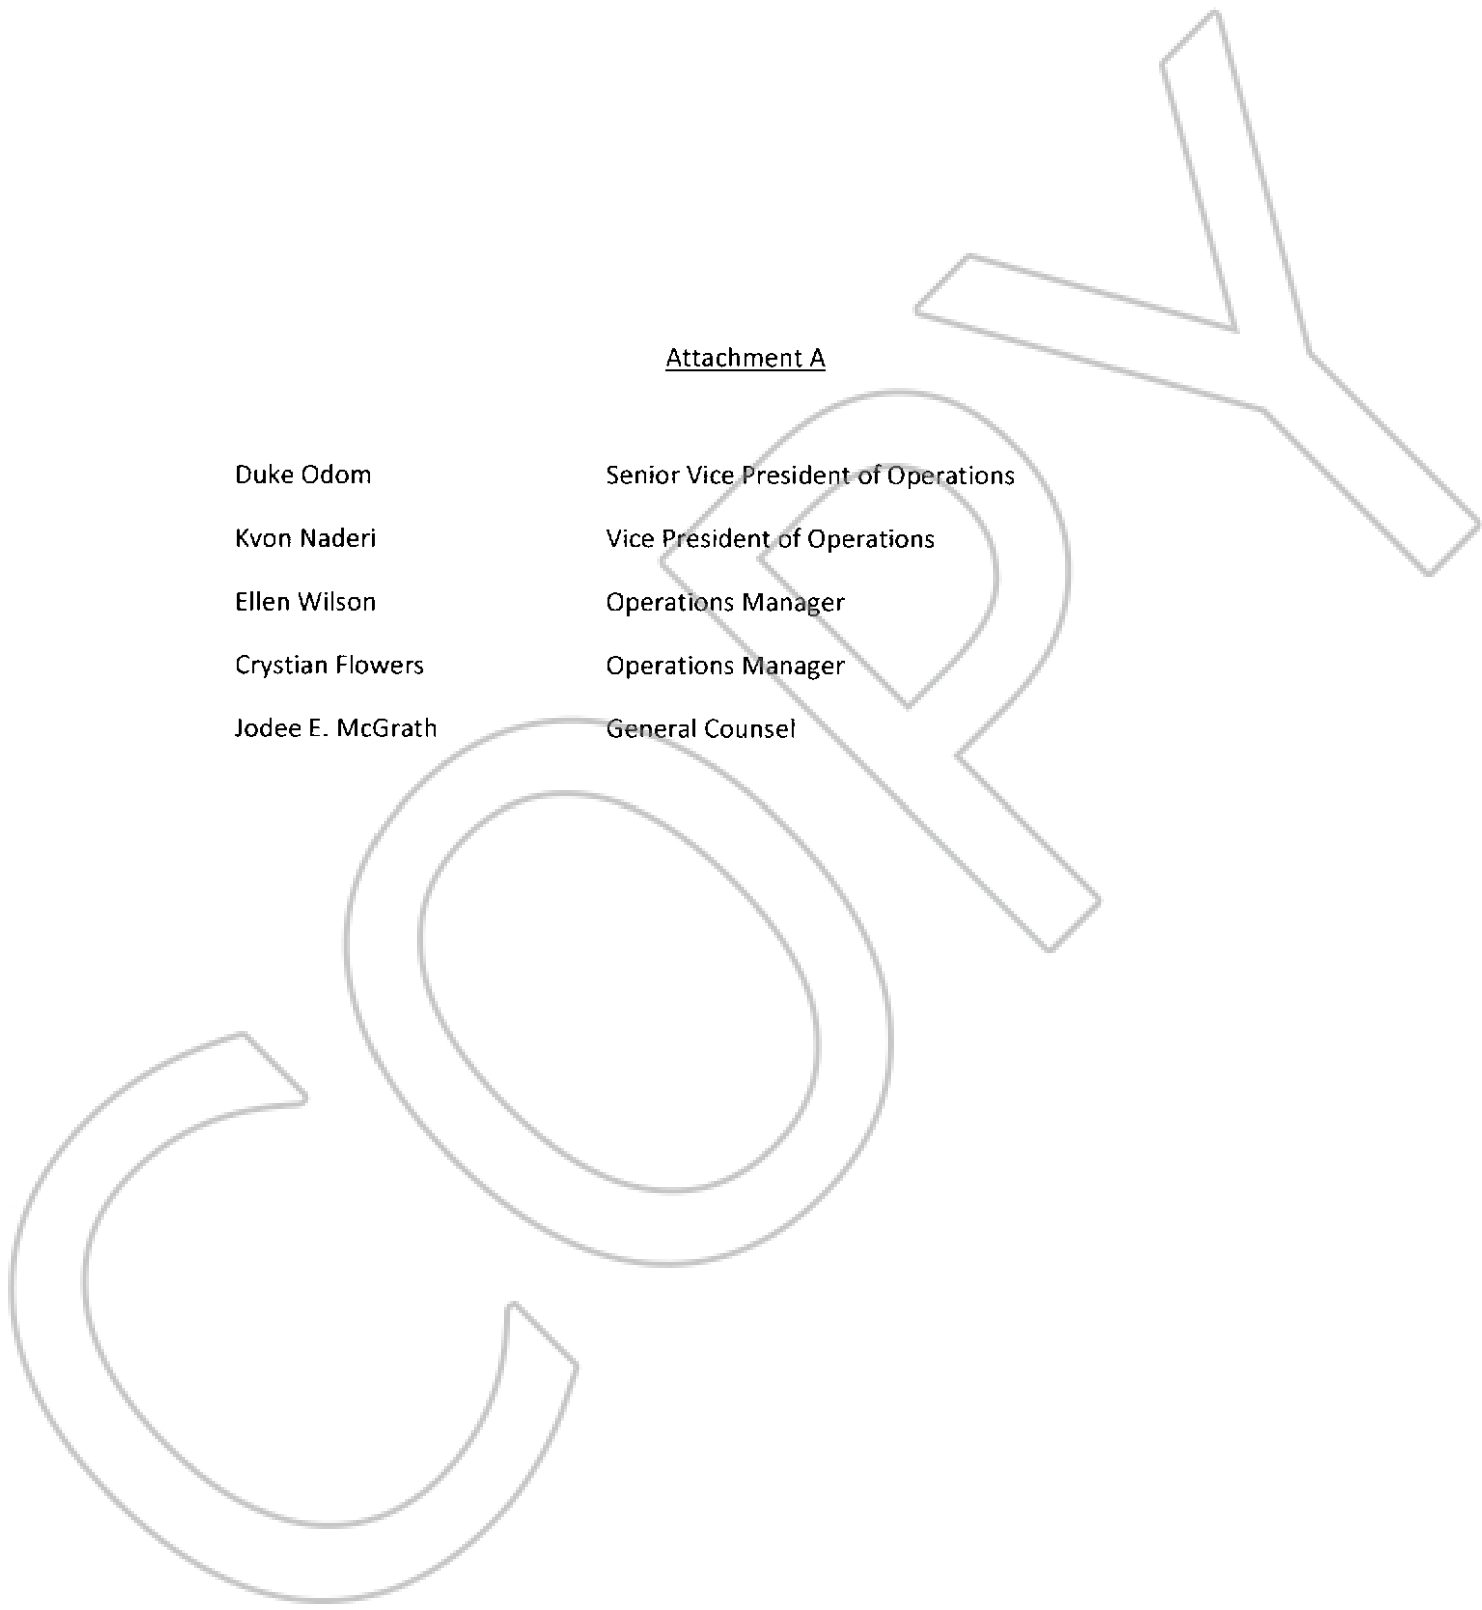 Attachment A
Duke Odom Senior Vice President of Operations
Kvon Naderi Vice President of Operations
Ellen Wilson Operations Manager
Crystian Flowers Operations Manager
Jodee E. McGrath General Counsel
COPY